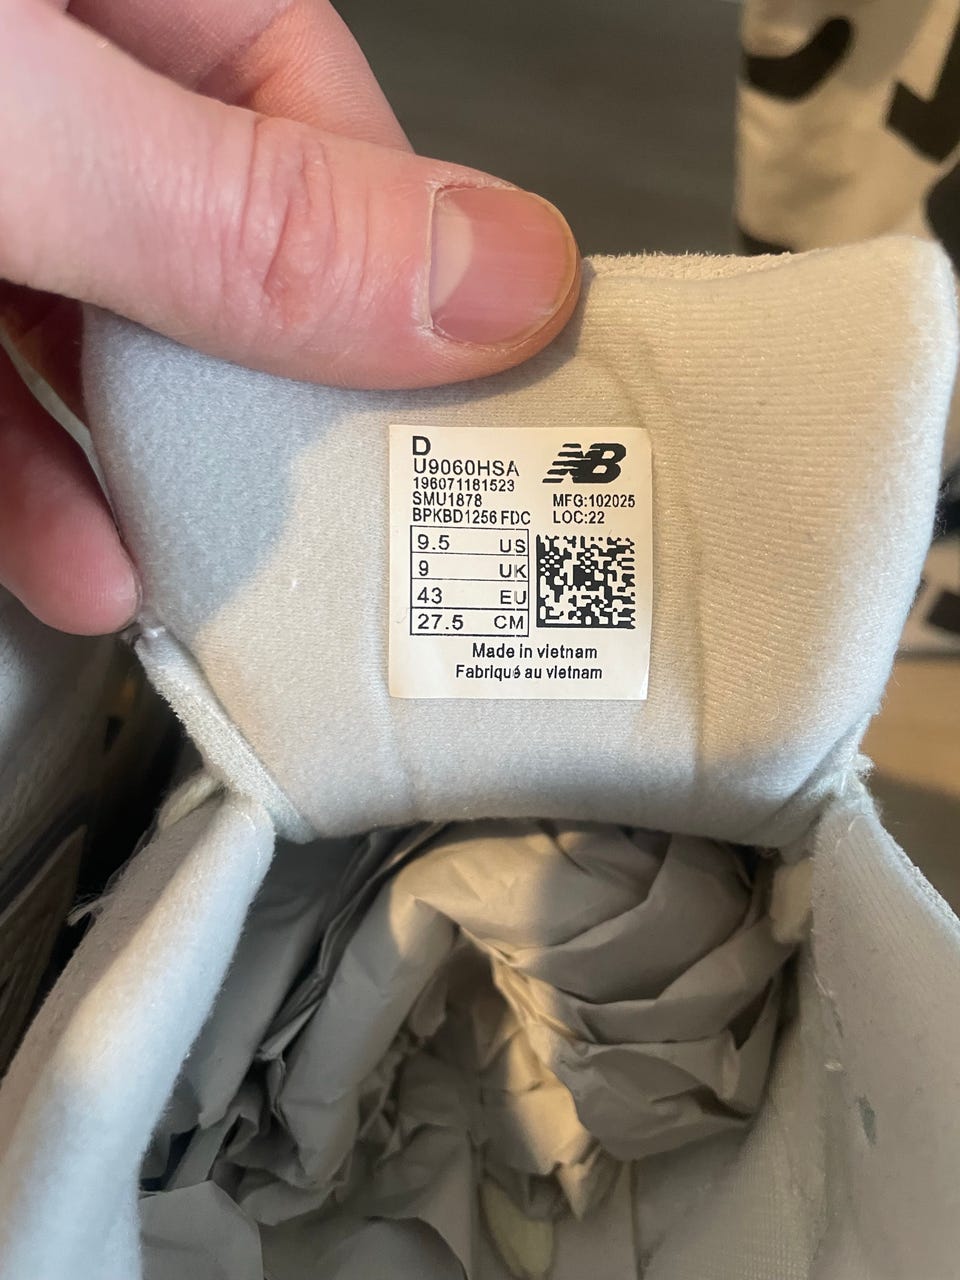 D
U9060HSA
196071181523
SMU1878
BPKBD1256 FDC
NB
MFG:102025
LOC:22
9.5 US
9 UK
43 EU
27.5 CM
Made in vietnam
Fabriqué au vietnam